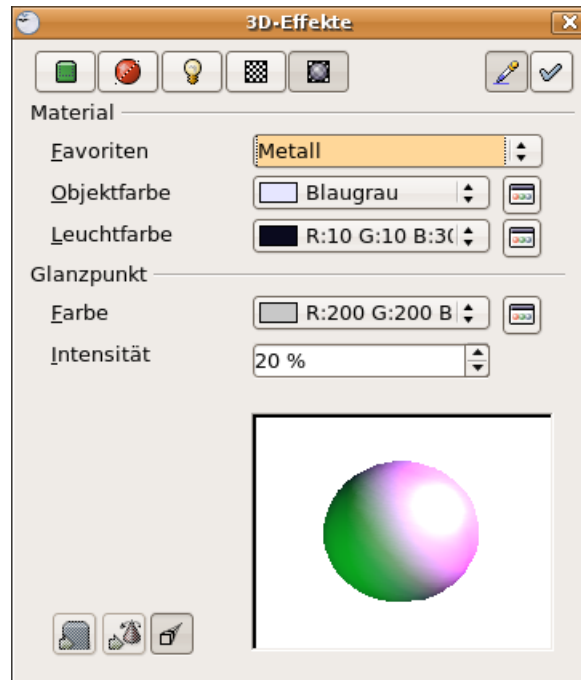 3D-Effekte
Material
Favoriten Metall
Objektfarbe Blaugrau
Leuchtfarbe R:10 G:10 B:3(
Glanzpunkt
Farbe R:200 G:200 B
Intensität 20 %